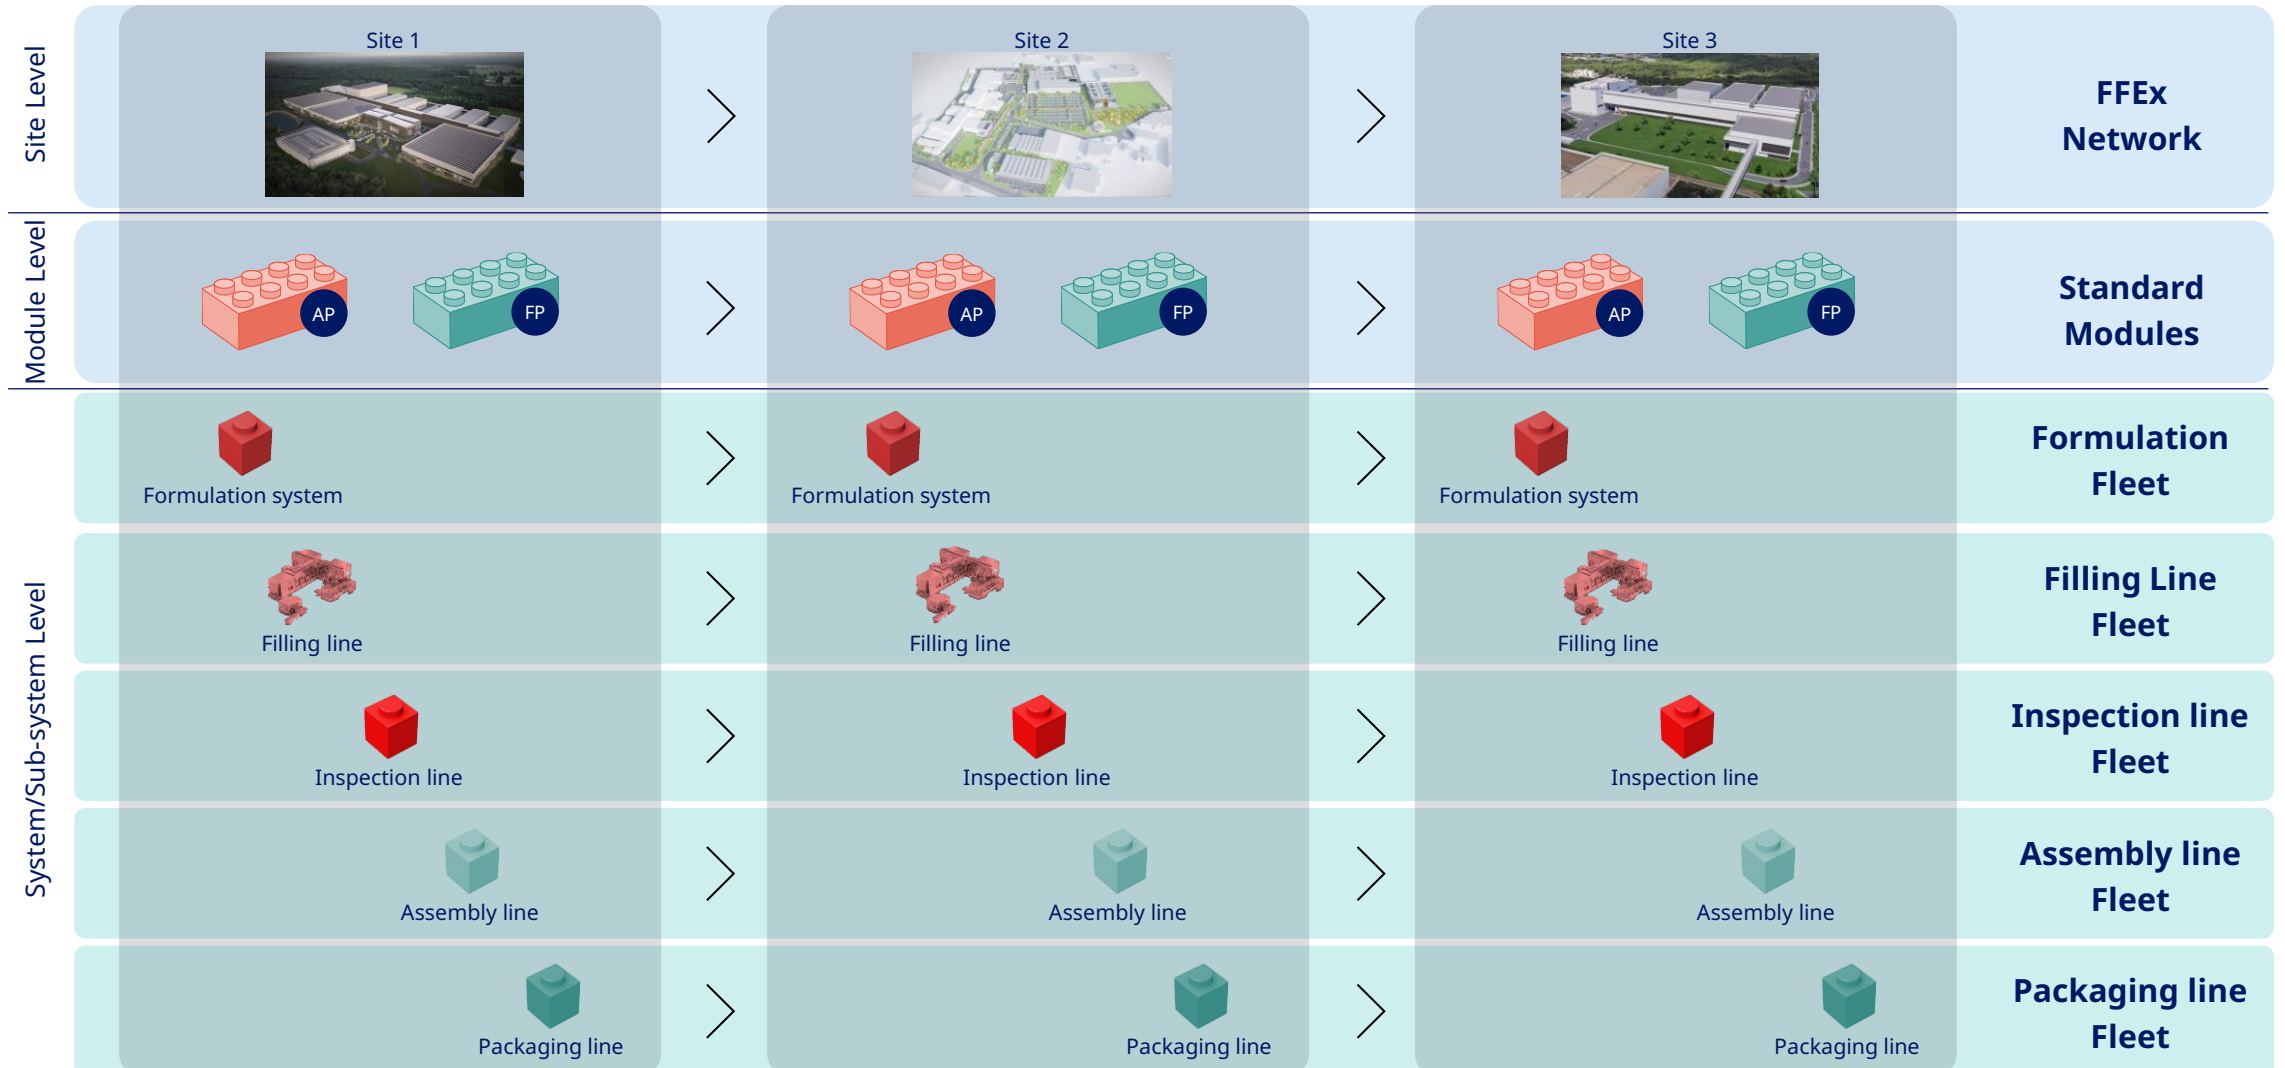 Site Level
Site 1
Site 2
Site 3
FFEx
Network
Module Level
AP
FP
AP
FP
AP
FP
Standard
Modules
System/Sub-system Level
Formulation system
Formulation system
Formulation system
Formulation
Fleet
Filling line
Filling line
Filling line
Filling Line
Fleet
Inspection line
Inspection line
Inspection line
Inspection line
Fleet
Assembly line
Assembly line
Assembly line
Assembly line
Fleet
Packaging line
Packaging line
Packaging line
Packaging line
Fleet